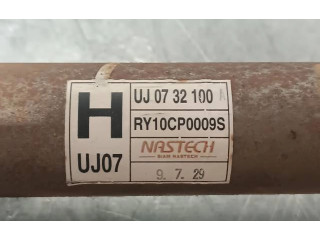 H
UJ07
UJ 07 32 100
RY10CP0009S
NASTECH
SIAM NASTECH
9. 7. 29